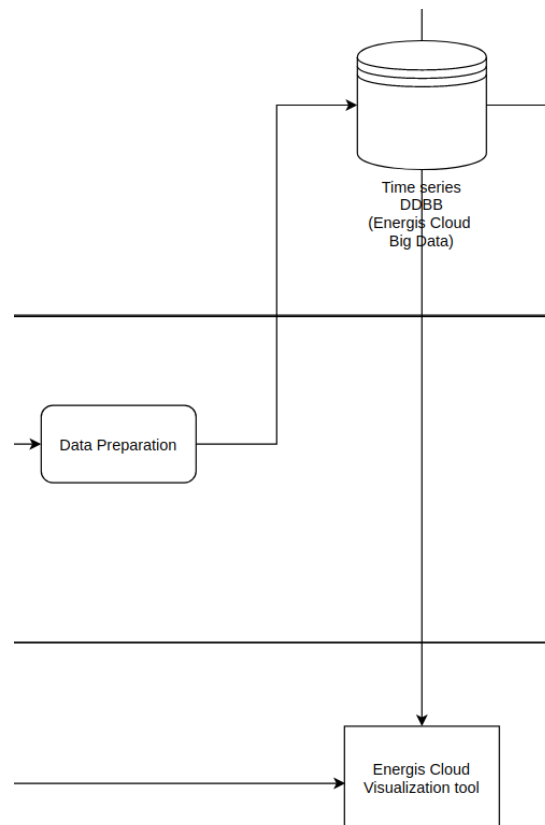 Time series
DDBB
(Energis Cloud
Big Data)
Data Preparation
Energis Cloud
Visualization tool